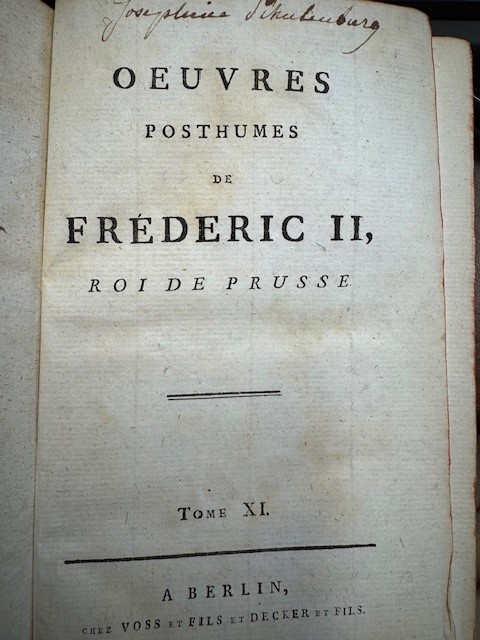 Josephine Schulenburg
OEUVRES
POSTHUMES
DE
FRÉDERIC II,
ROI DE PRUSSE
TOME XI.
A BERLIN,
CHEZ VOSS ET FILS ET DECKER ET FILS.